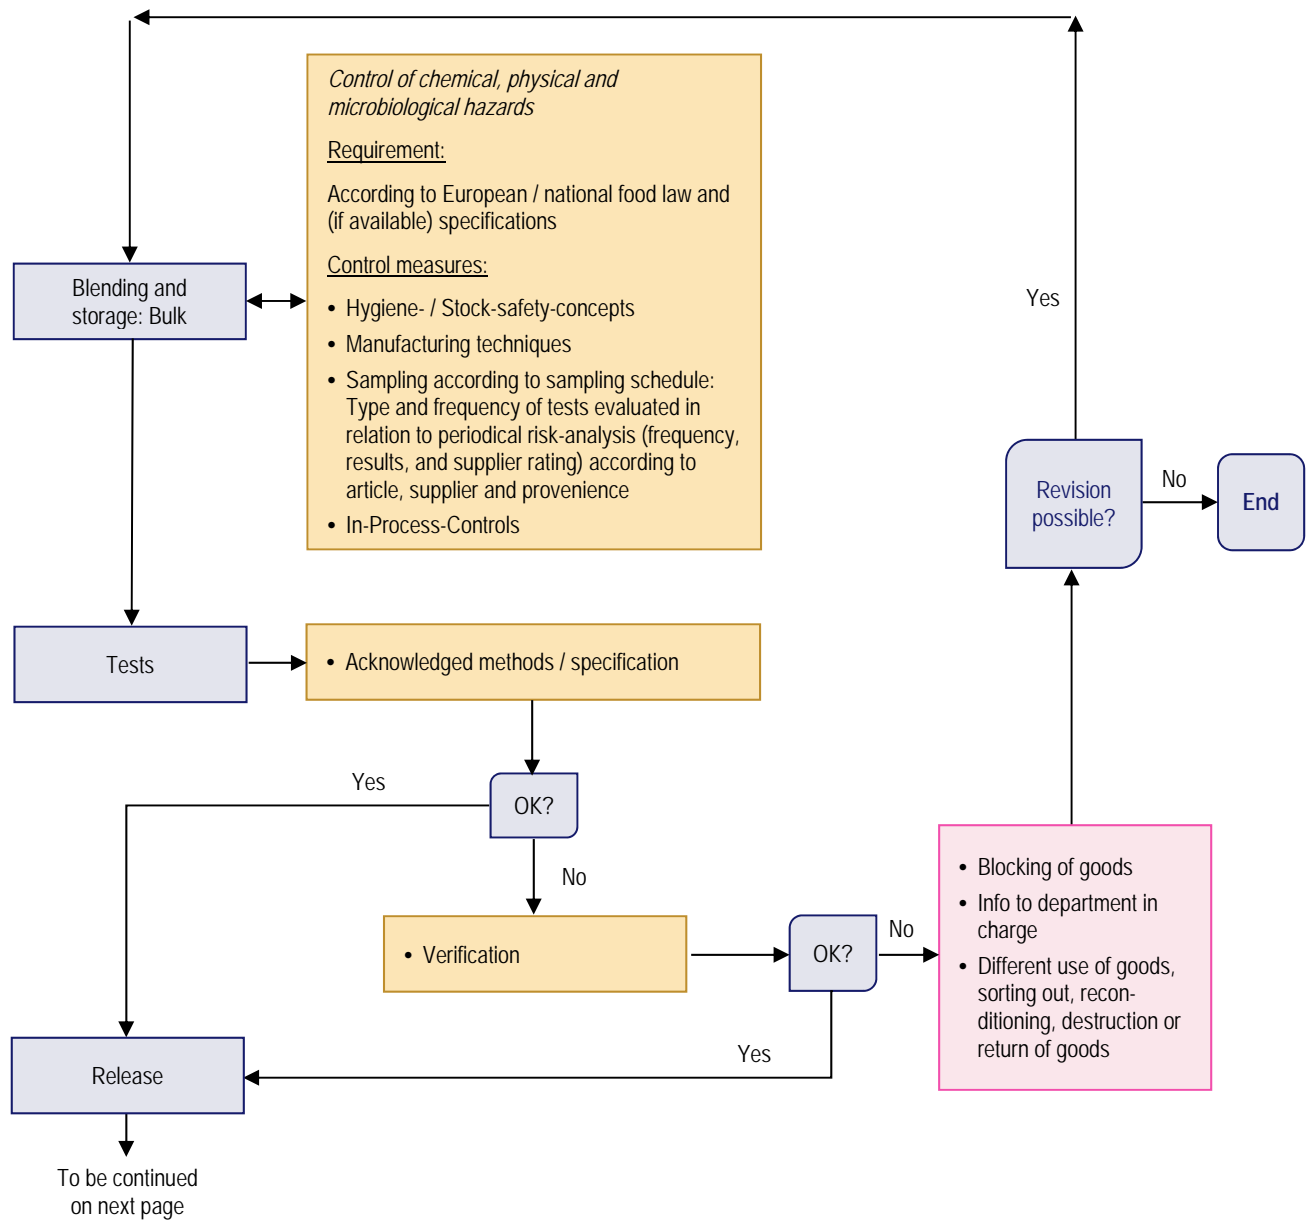 Control of chemical, physical and
microbiological hazards
Requirement:
According to European / national food law and
(if available) specifications
Control measures:
• Hygiene- / Stock-safety-concepts
• Manufacturing techniques
• Sampling according to sampling schedule:
Type and frequency of tests evaluated in
relation to periodical risk-analysis (frequency,
results, and supplier rating) according to
article, supplier and provenience
• In-Process-Controls
Blending and
storage: Bulk
Yes
Revision
possible?
No
End
Tests
• Acknowledged methods / specification
Yes
OK?
No
• Verification
OK?
No
• Blocking of goods
• Info to department in
charge
• Different use of goods,
sorting out, recon-
ditioning, destruction or
return of goods
Yes
Release
To be continued
on next page